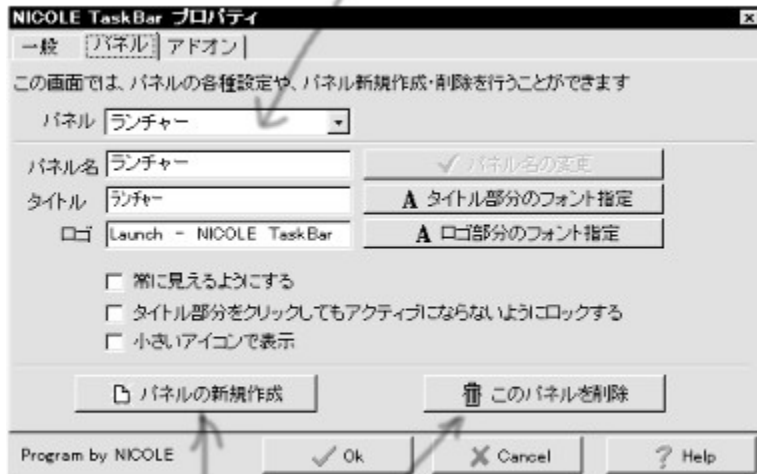 NICOLE TaskBar プロパティ
一般 パネル アドオン
この画面では、パネルの各種設定や、パネル新規作成・削除を行うことができます
パネル ランチャー
パネル名 ランチャー パネル名の変更
タイトル ランチャー A タイトル部分のフォント指定
ロゴ Launch - NICOLE TaskBar A ロゴ部分のフォント指定
常に見えるようにする
タイトル部分をクリックしてもアクティブにならないようにロックする
小さいアイコンで表示
パネルの新規作成 このパネルを削除
Program by NICOLE Ok Cancel ? Help